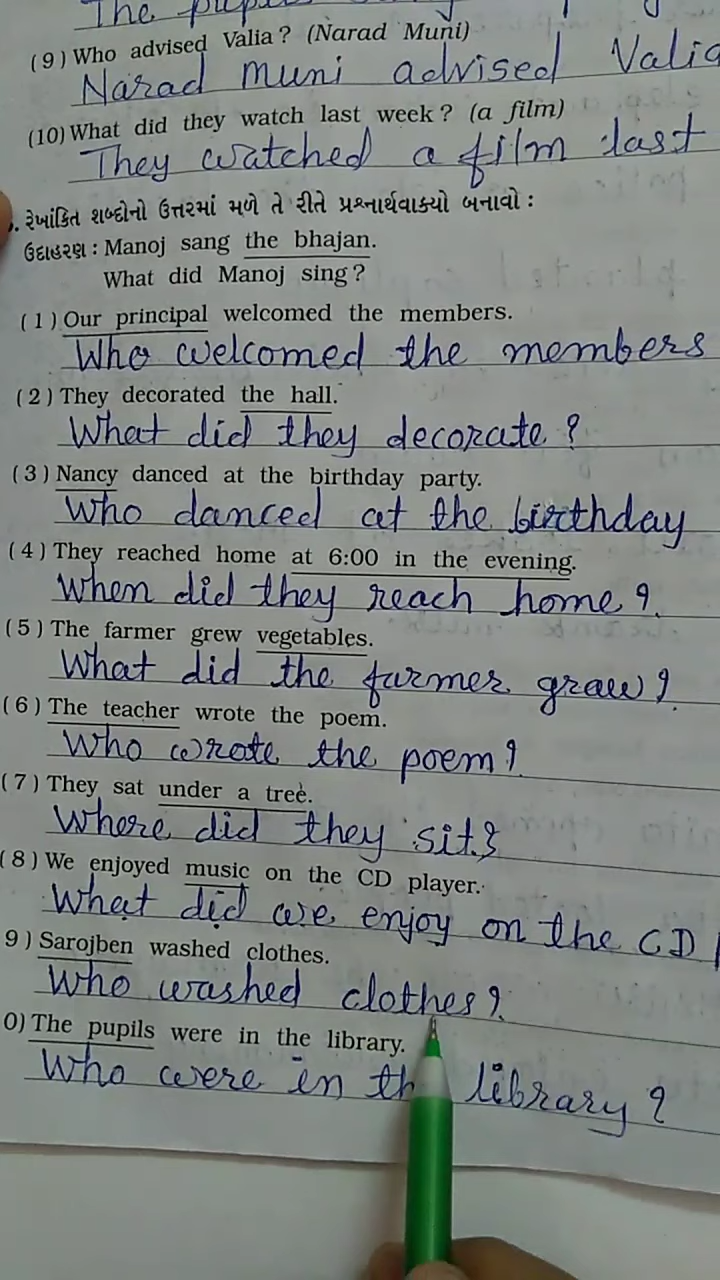 The pupils
(9) Who advised Valia? (Narad Muni)
Narad muni advised Valia
(10) What did they watch last week? (a film)
They watched a film last
. રેખાંકિત શબ્દોનો ઉત્તરમાં મળે તે રીતે પ્રશ્નાર્થવાક્યો બનાવો :
ઉદાહરણ : Manoj sang the bhajan.
What did Manoj sing?
(1) Our principal welcomed the members.
Who welcomed the members
(2) They decorated the hall.
What did they decorate ?
(3) Nancy danced at the birthday party.
Who danced at the birthday
(4) They reached home at 6:00 in the evening.
When did they reach home ?
(5) The farmer grew vegetables.
What did the farmer grow ?
(6) The teacher wrote the poem.
Who wrote the poem ?
(7) They sat under a tree.
Where did they sit ?
(8) We enjoyed music on the CD player.
What did we enjoy on the CD
9) Sarojben washed clothes.
Who washed clothes ?
0) The pupils were in the library.
Who were in th library ?